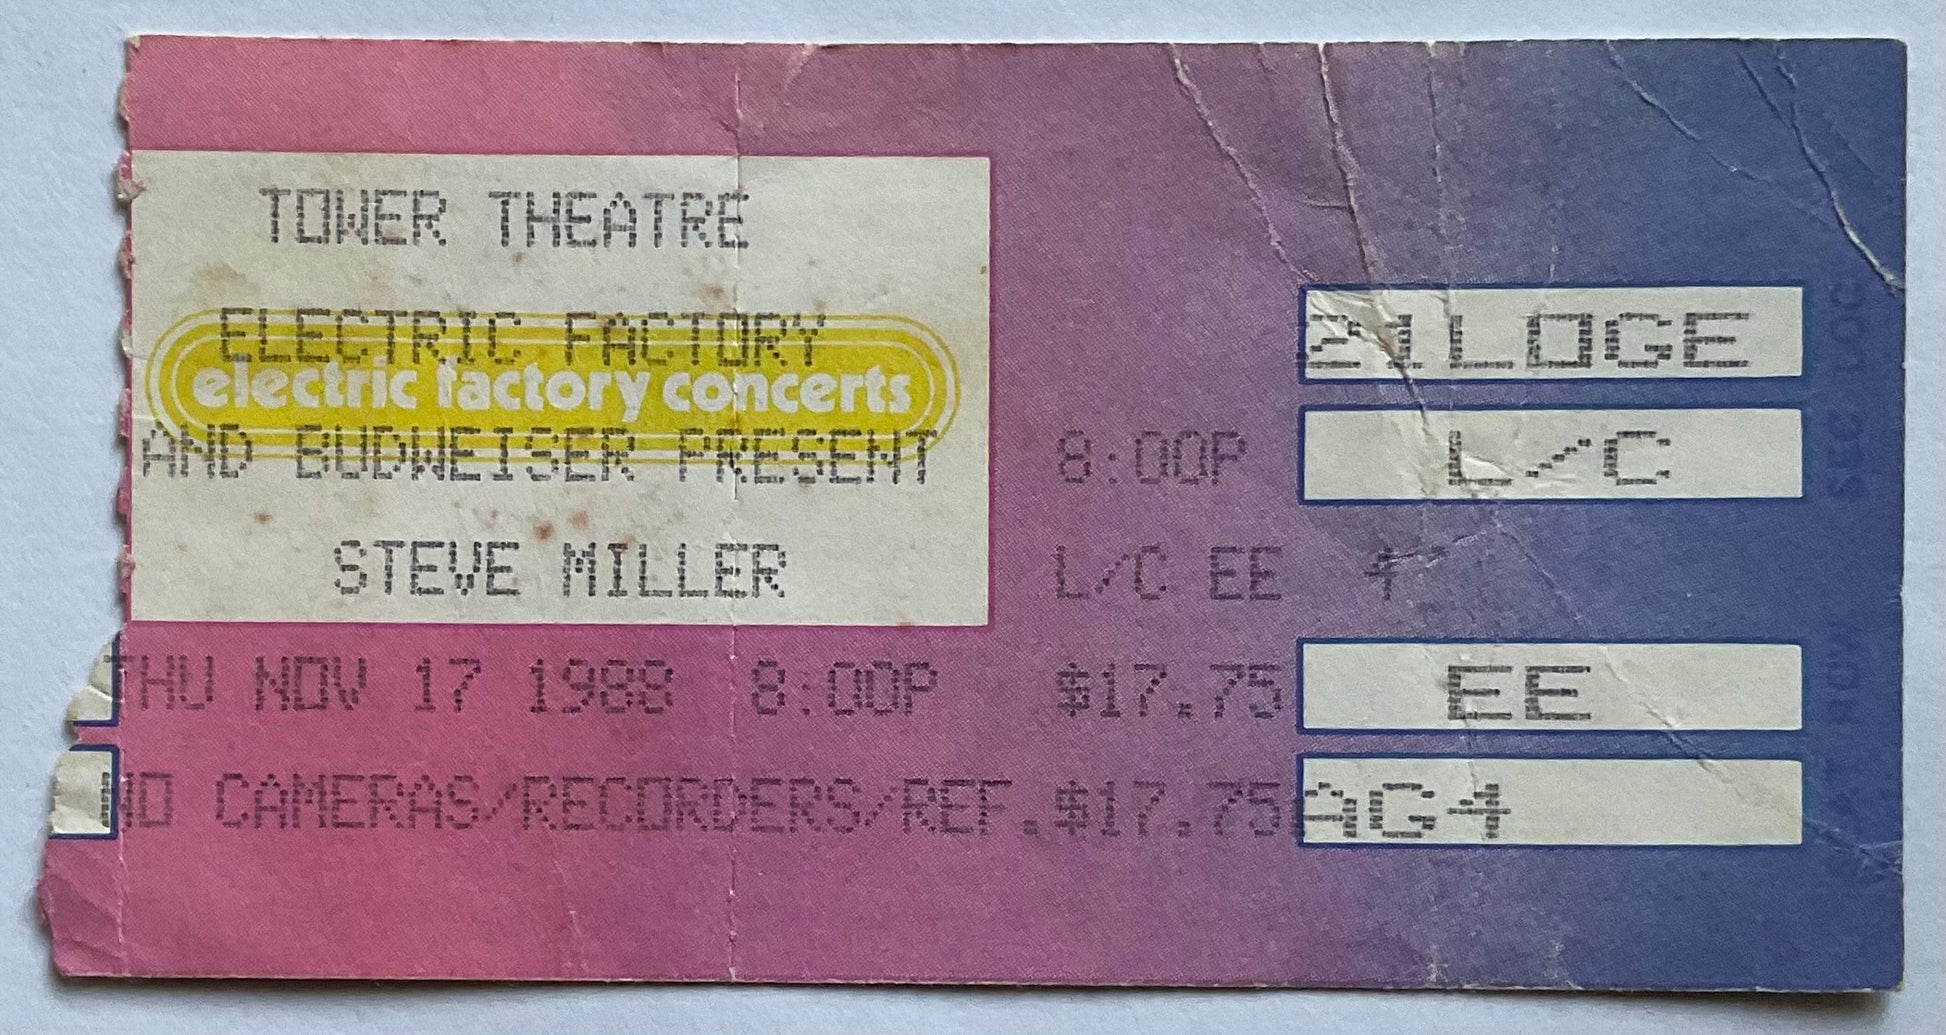 TOWER THEATRE
ELECTRIC FACTORY
electric factory concerts
AND BUDWEISER PRESENT
STEVE MILLER
THU NOV 17 1988 8:00P
NO CAMERAS/RECORDERS/REF.
8:00P
L/C EE 4
$17.75
$17.75
21LOGE
L/C
EE
AG4